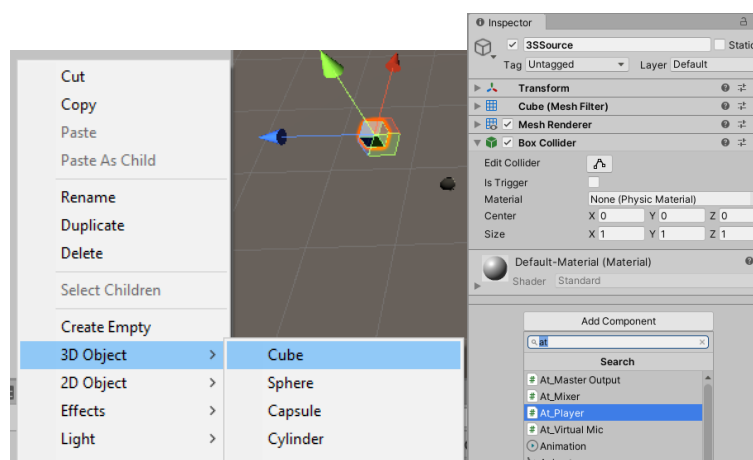 Cut
Copy
Paste
Paste As Child
Rename
Duplicate
Delete
Select Children
Create Empty
3D Object >
2D Object >
Effects >
Light >
Cube
Sphere
Capsule
Cylinder
Inspector
3SSource Static
Tag Untagged Layer Default
Transform
Cube (Mesh Filter)
Mesh Renderer
Box Collider
Edit Collider
Is Trigger
Material None (Physic Material)
Center X 0 Y 0 Z 0
Size X 1 Y 1 Z 1
Default-Material (Material)
Shader Standard
Add Component
at
Search
At_Master Output
At_Mixer
At_Player
At_Virtual Mic
Animation